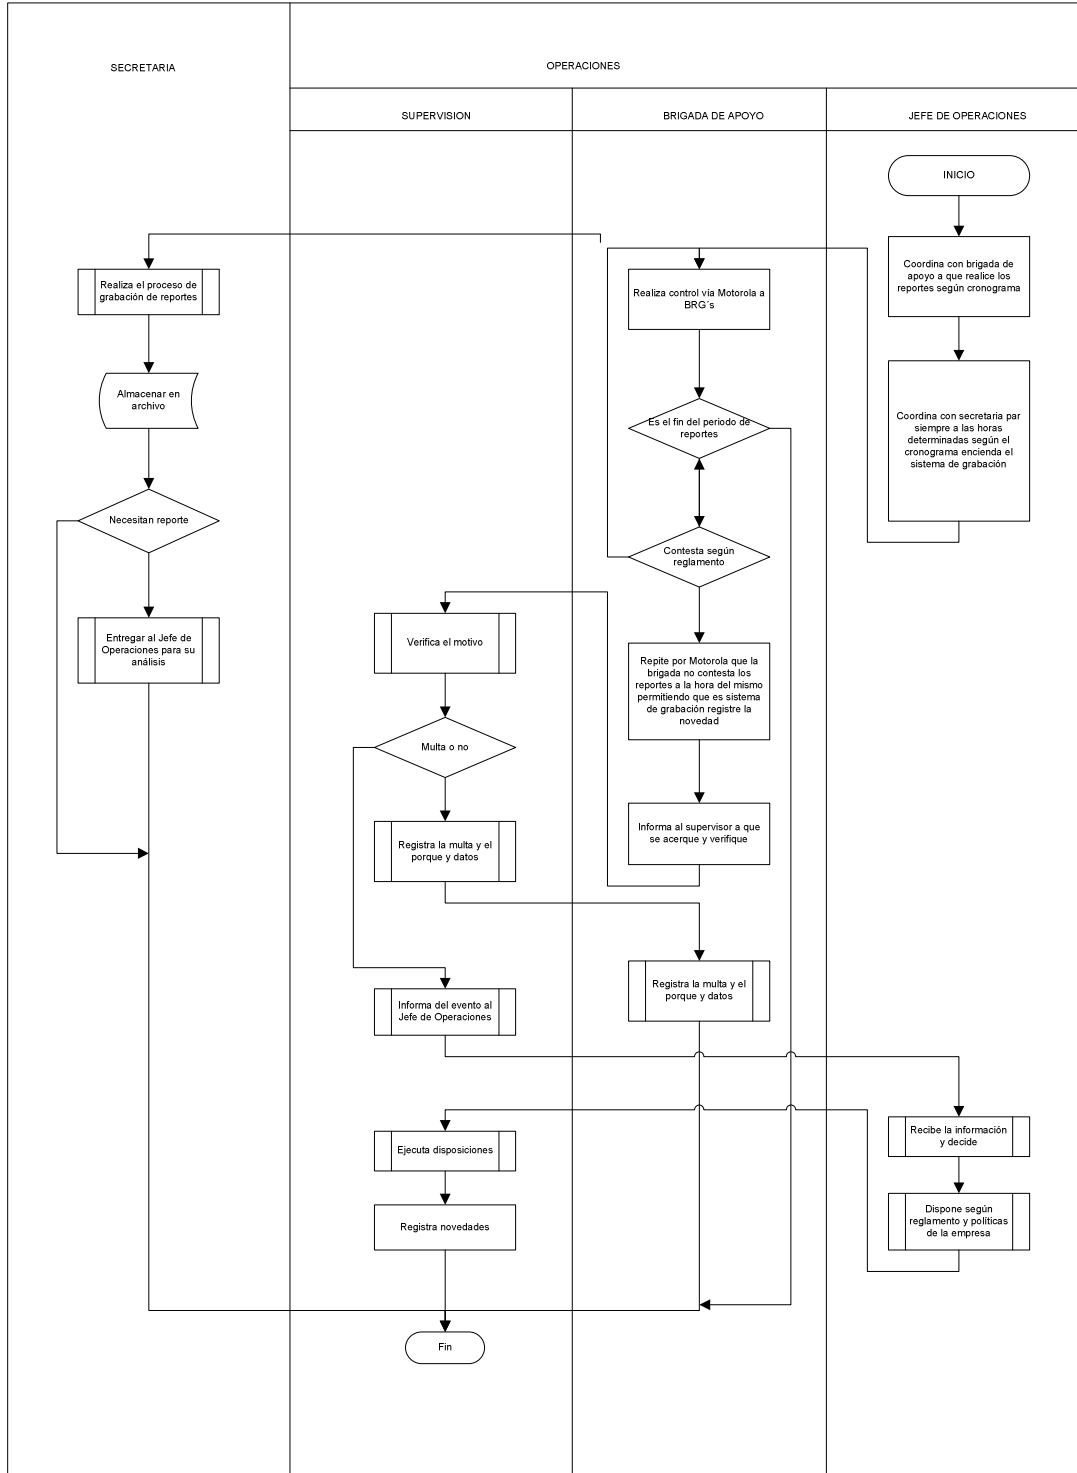 SECRETARIA
OPERACIONES
SUPERVISION
BRIGADA DE APOYO
JEFE DE OPERACIONES
INICIO
Coordina con brigada de
apoyo a que realice los
reportes según cronograma
Realiza el proceso de
grabación de reportes
Realiza control via Motorola a
BRG´s
Almacenar en
archivo
Es el fin del periodo de
reportes
Coordina con secretaria par
siempre a las horas
determinadas según el
cronograma encienda el
sistema de grabación
Necesitan reporte
Contesta según
reglamento
Entregar al Jefe de
Operaciones para su
análisis
Verifica el motivo
Repite por Motorola que la
brigada no contesta los
reportes a la hora del mismo
permitiendo que es sistema
de grabación registre la
novedad
Multa o no
Registra la multa y el
porque y datos
Informa al supervisor a que
se acerque y verifique
Informa del evento al
Jefe de Operaciones
Registra la multa y el
porque y datos
Recibe la información
y decide
Ejecuta disposiciones
Dispone según
reglamento y políticas
de la empresa
Registra novedades
Fin